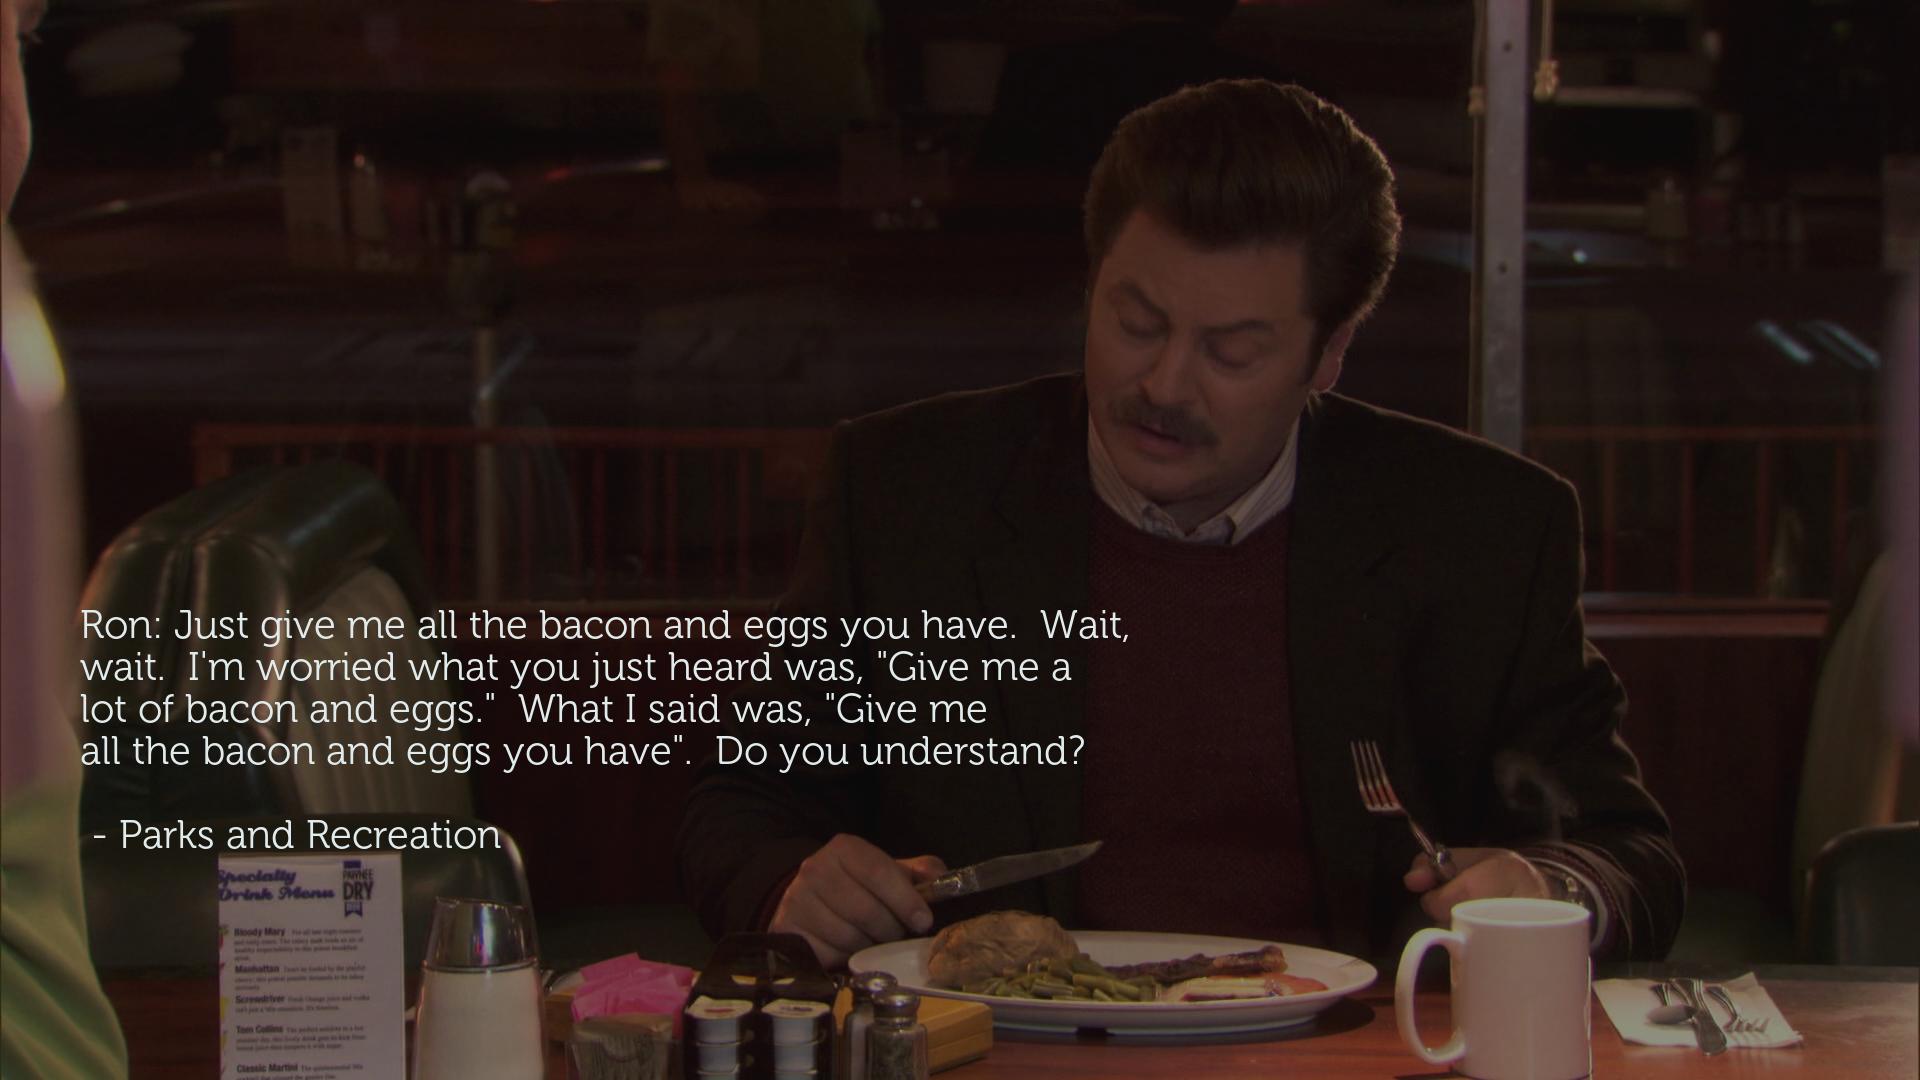 Ron: Just give me all the bacon and eggs you have.  Wait,
wait.  I'm worried what you just heard was, "Give me a
lot of bacon and eggs."  What I said was, "Give me
all the bacon and eggs you have".  Do you understand?
- Parks and Recreation
Specialty
Drink Menu
PAWNEE
DRY
Bloody Mary
Manhattan
Screwdriver
Tom Collins
Classic Martini